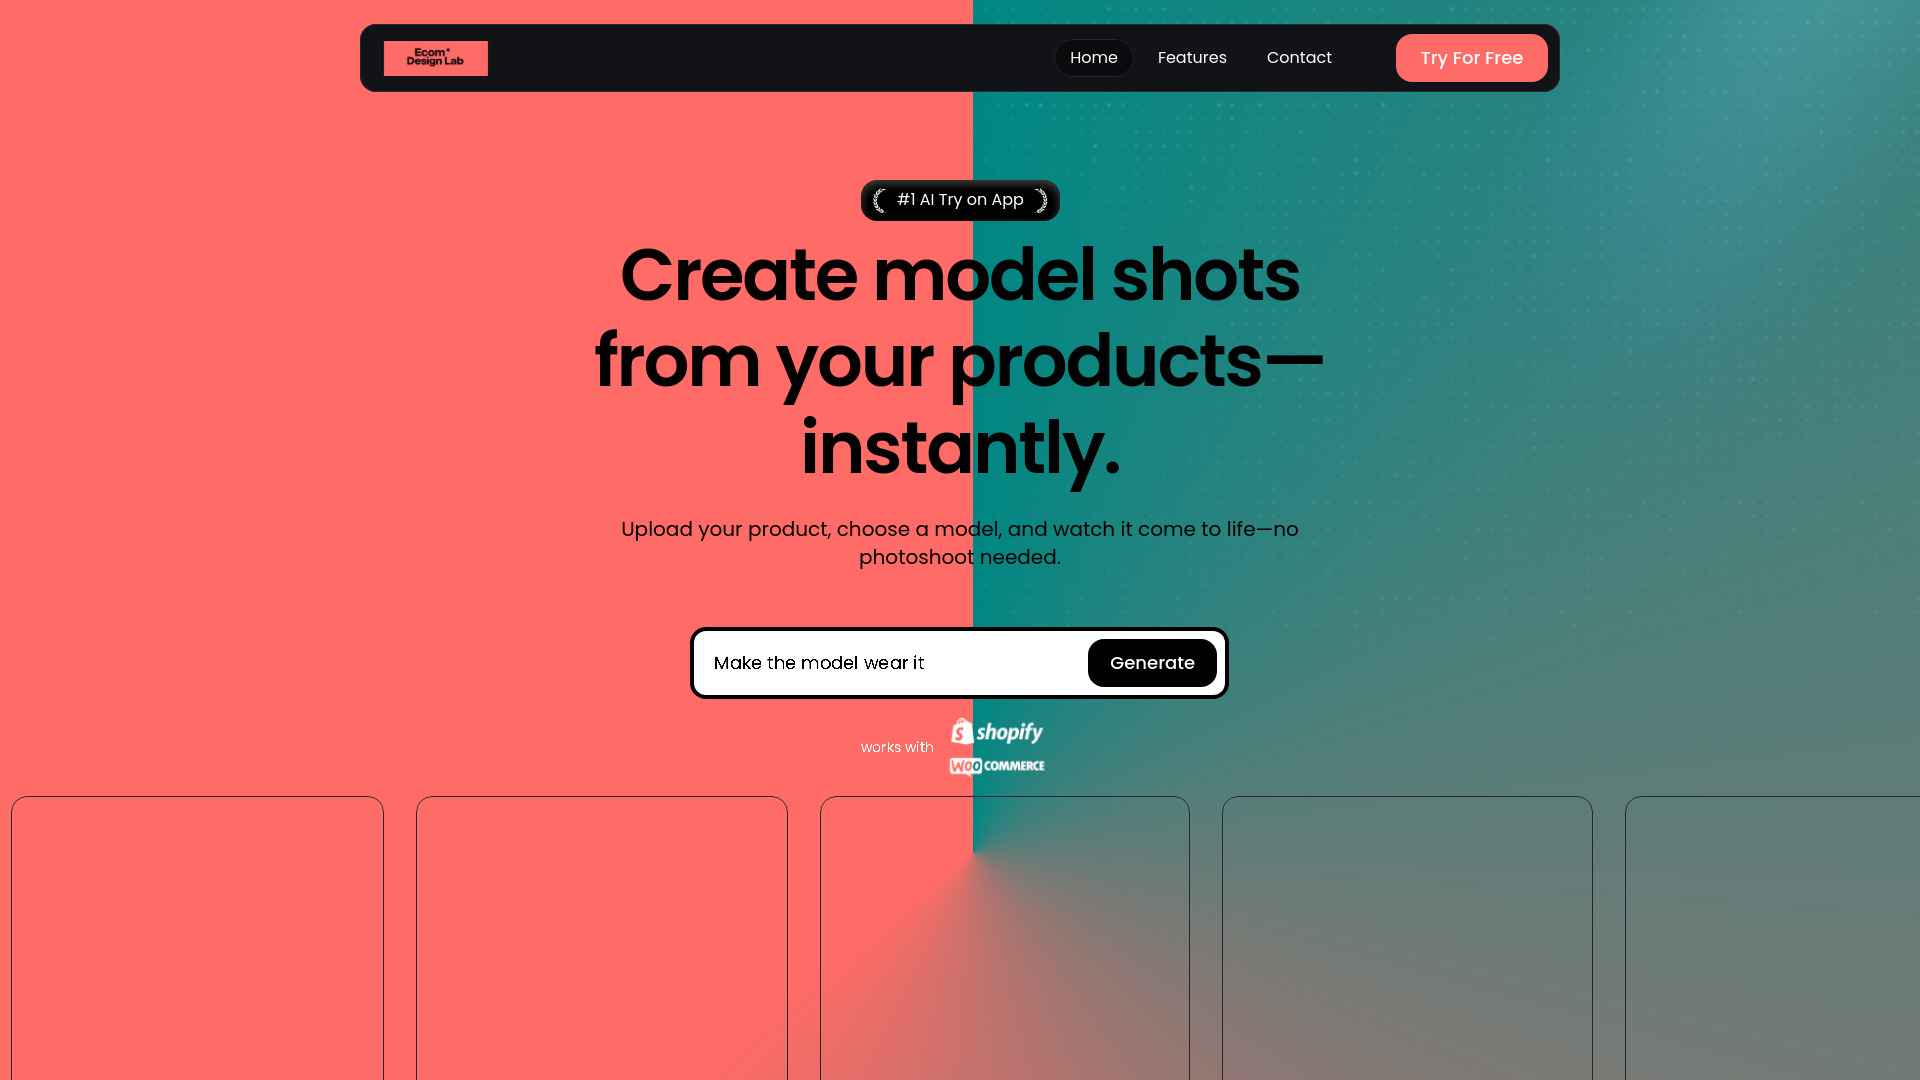 Ecom*
Design Lab
Home
Features
Contact
Try For Free
#1 AI Try on App
Create model shots
from your products—
instantly.
Upload your product, choose a model, and watch it come to life—no
photoshoot needed.
Make the model wear it
Generate
works with
shopify
WOO COMMERCE